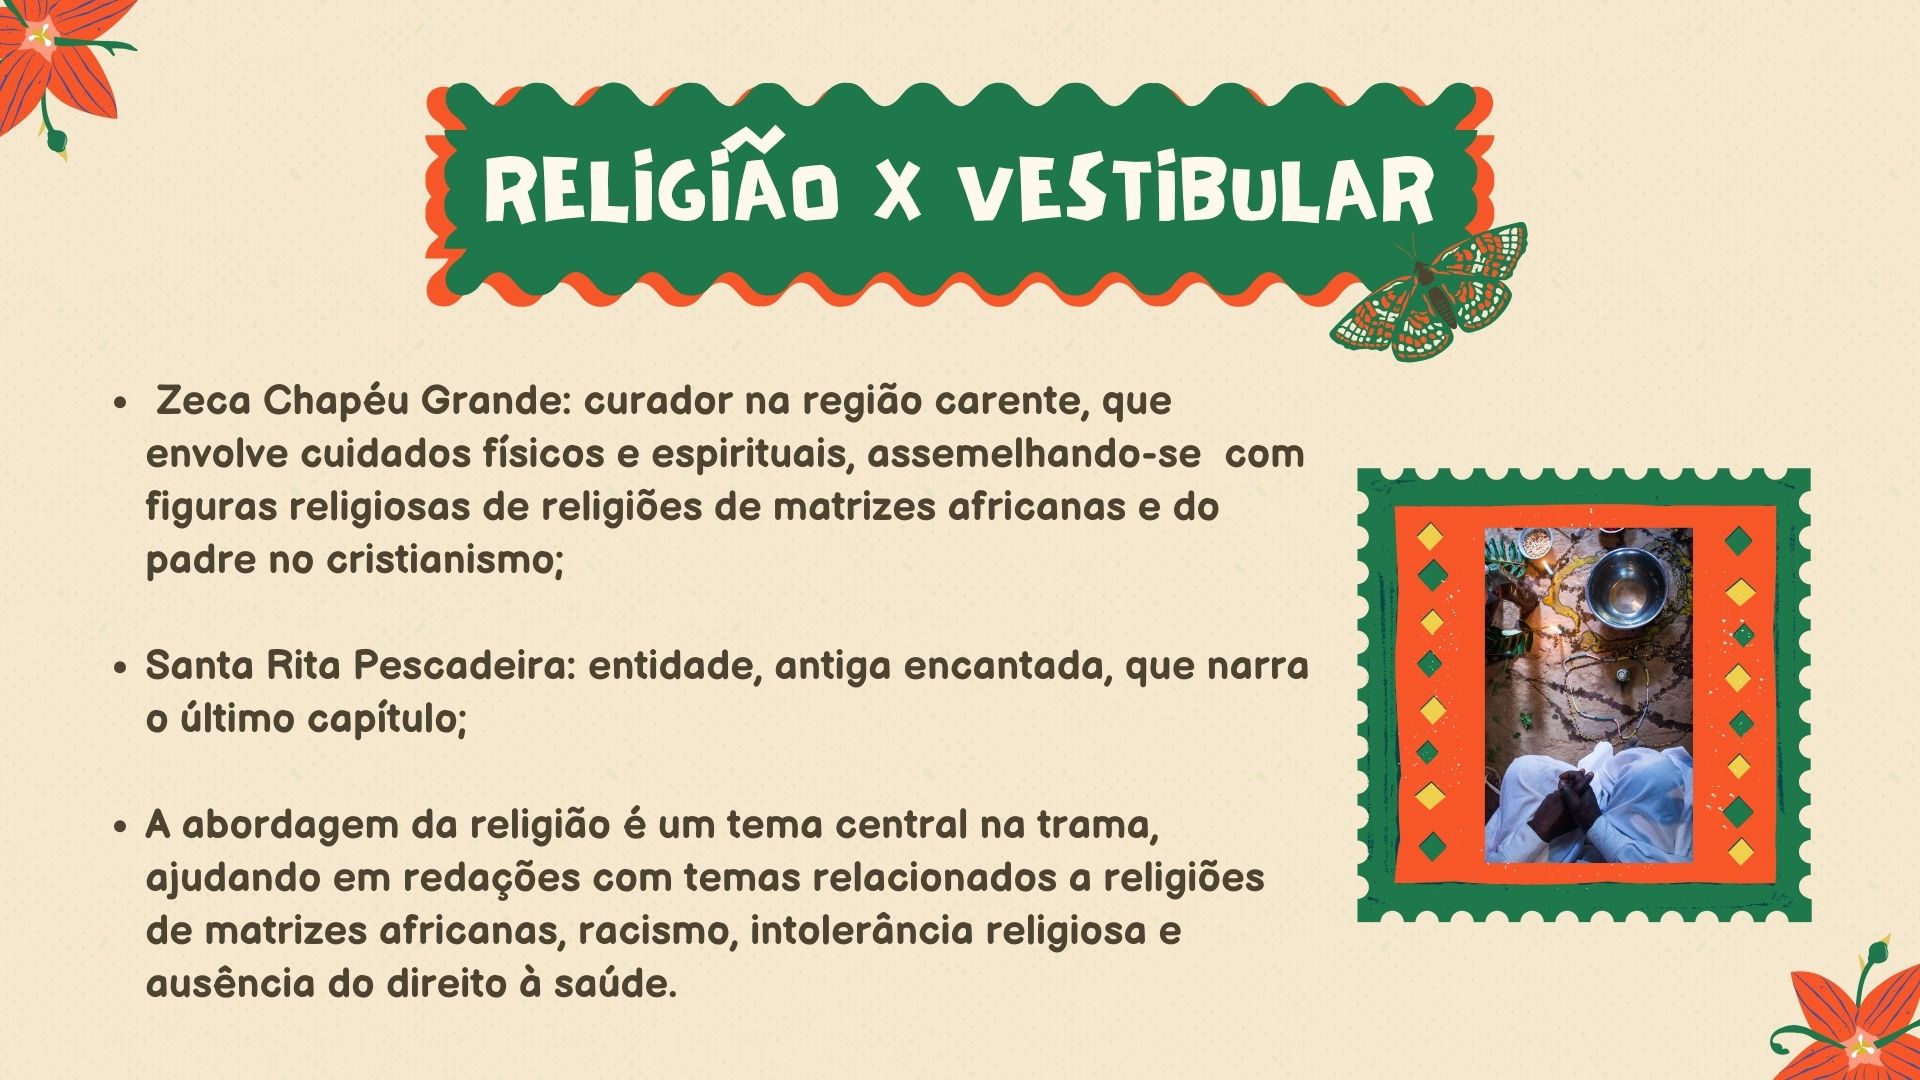 RELIGIÃO X VESTIBULAR
• Zeca Chapéu Grande: curador na região carente, que
envolve cuidados físicos e espirituais, assemelhando-se  com
figuras religiosas de religiões de matrizes africanas e do
padre no cristianismo;
• Santa Rita Pescadeira: entidade, antiga encantada, que narra
o último capítulo;
• A abordagem da religião é um tema central na trama,
ajudando em redações com temas relacionados a religiões
de matrizes africanas, racismo, intolerância religiosa e
ausência do direito à saúde.